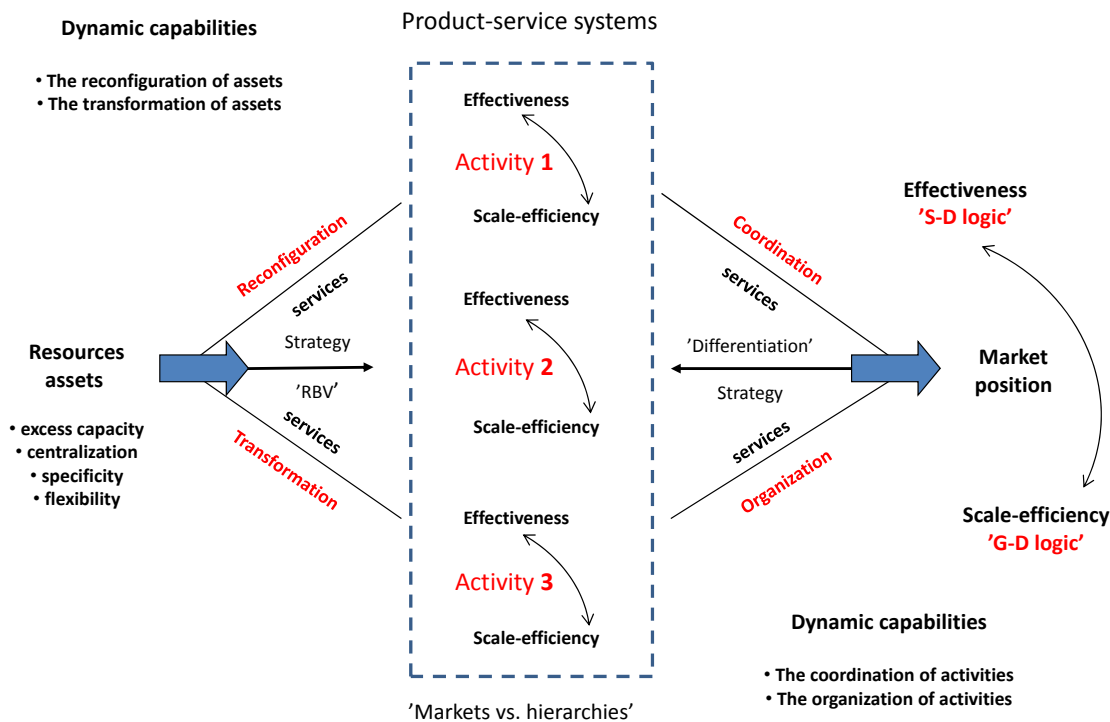 Dynamic capabilities
• The reconfiguration of assets
• The transformation of assets
Product-service systems
Effectiveness
Activity 1
Scale-efficiency
Effectiveness
Activity 2
Scale-efficiency
Effectiveness
Activity 3
Scale-efficiency
’Markets vs. hierarchies’
Reconfiguration
services
Strategy
’RBV’
services
Transformation
Resources
assets
• excess capacity
• centralization
• specificity
• flexibility
Coordination
services
’Differentiation’
Strategy
services
Organization
Market
position
Effectiveness
’S-D logic’
Scale-efficiency
’G-D logic’
Dynamic capabilities
• The coordination of activities
• The organization of activities